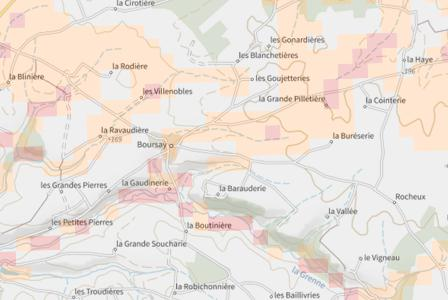 la Cirotière
les Gonardières
les Blanchetières
la Haye
la Rodière
la Blinière
les Goujetteries
196
les Villenobles
la Grande Pilletière
la Cointerie
la Ravaudière
+169
la Buréserie
Boursay
la Gaudinerie
les Grandes Pierres
la Barauderie
Rocheux
la Vallée
les Petites Pierres
la Boutinière
la Grande Soucharie
le Vigneau
la Grenne
la Robichonnière
les Troudières
les Baillivries